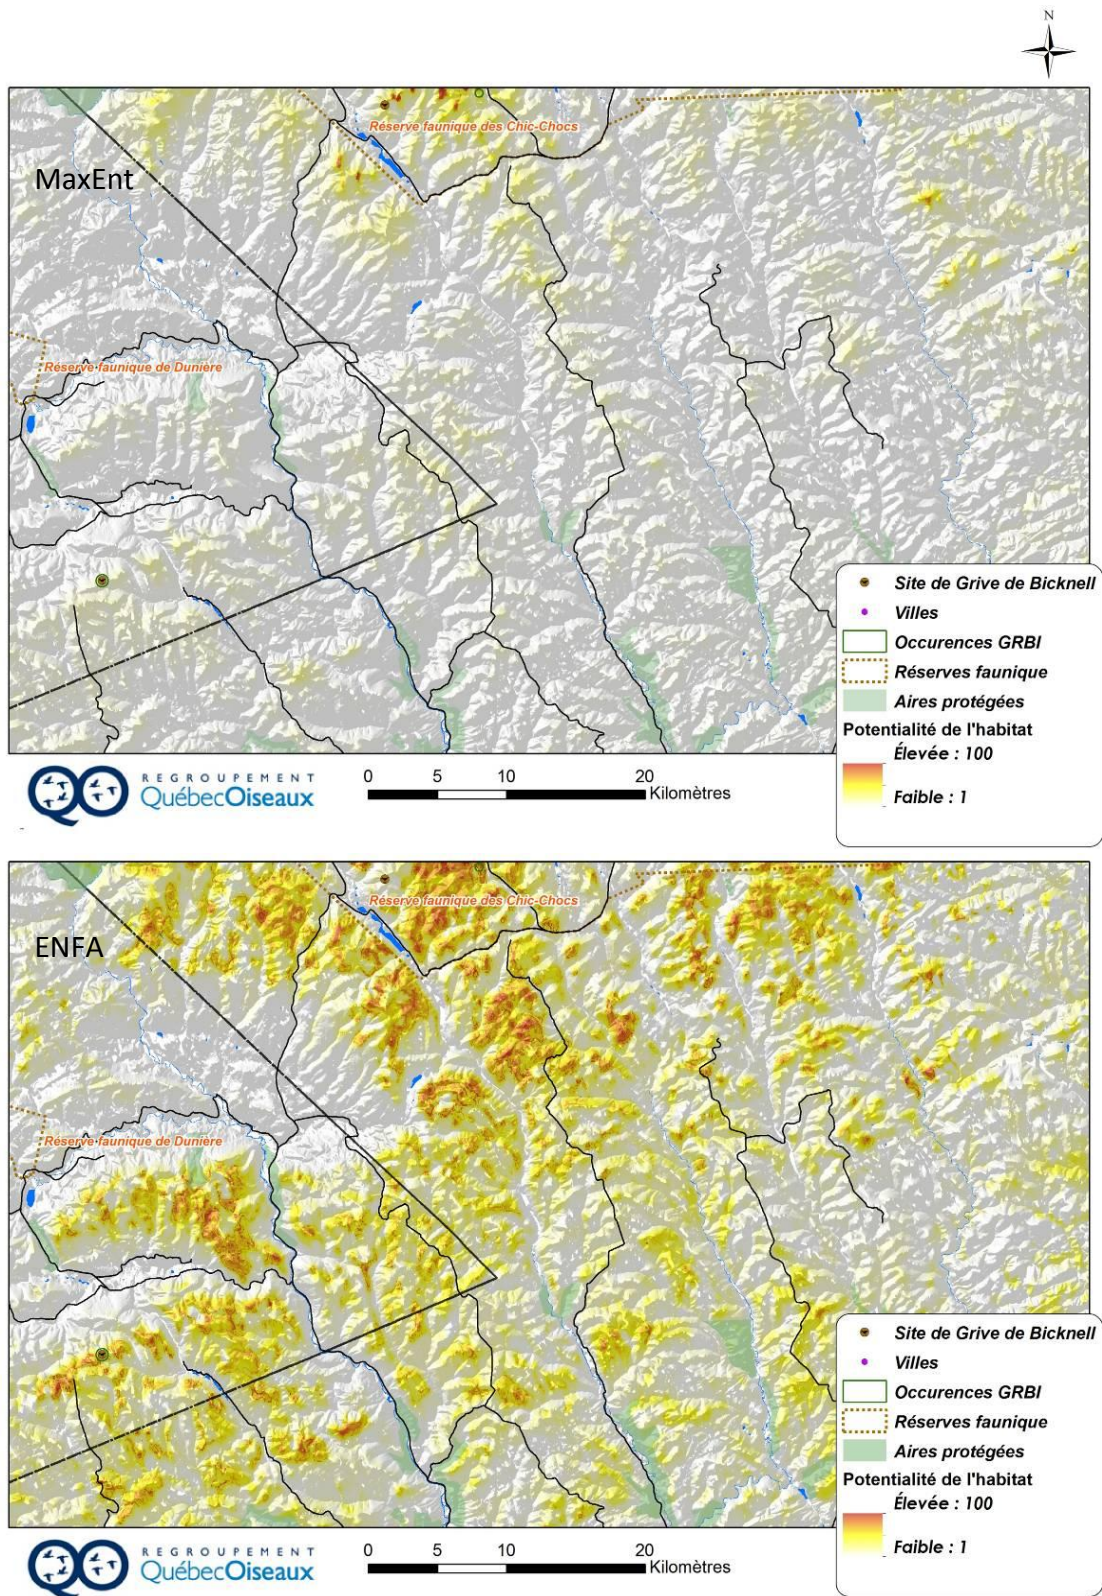 N
Réserve faunique des Chic-Chocs
MaxEnt
Réserve faunique de Dunière
Site de Grive de Bicknell
Villes
Occurences GRBI
Réserves faunique
Aires protégées
Potentialité de l'habitat
Élevée : 100
Faible : 1
REGROUPEMENT
QuébecOiseaux
0 5 10 20
Kilomètres
Réserve faunique des Chic-Chocs
ENFA
Réserve faunique de Dunière
Site de Grive de Bicknell
Villes
Occurences GRBI
Réserves faunique
Aires protégées
Potentialité de l'habitat
Élevée : 100
Faible : 1
REGROUPEMENT
QuébecOiseaux
0 5 10 20
Kilomètres